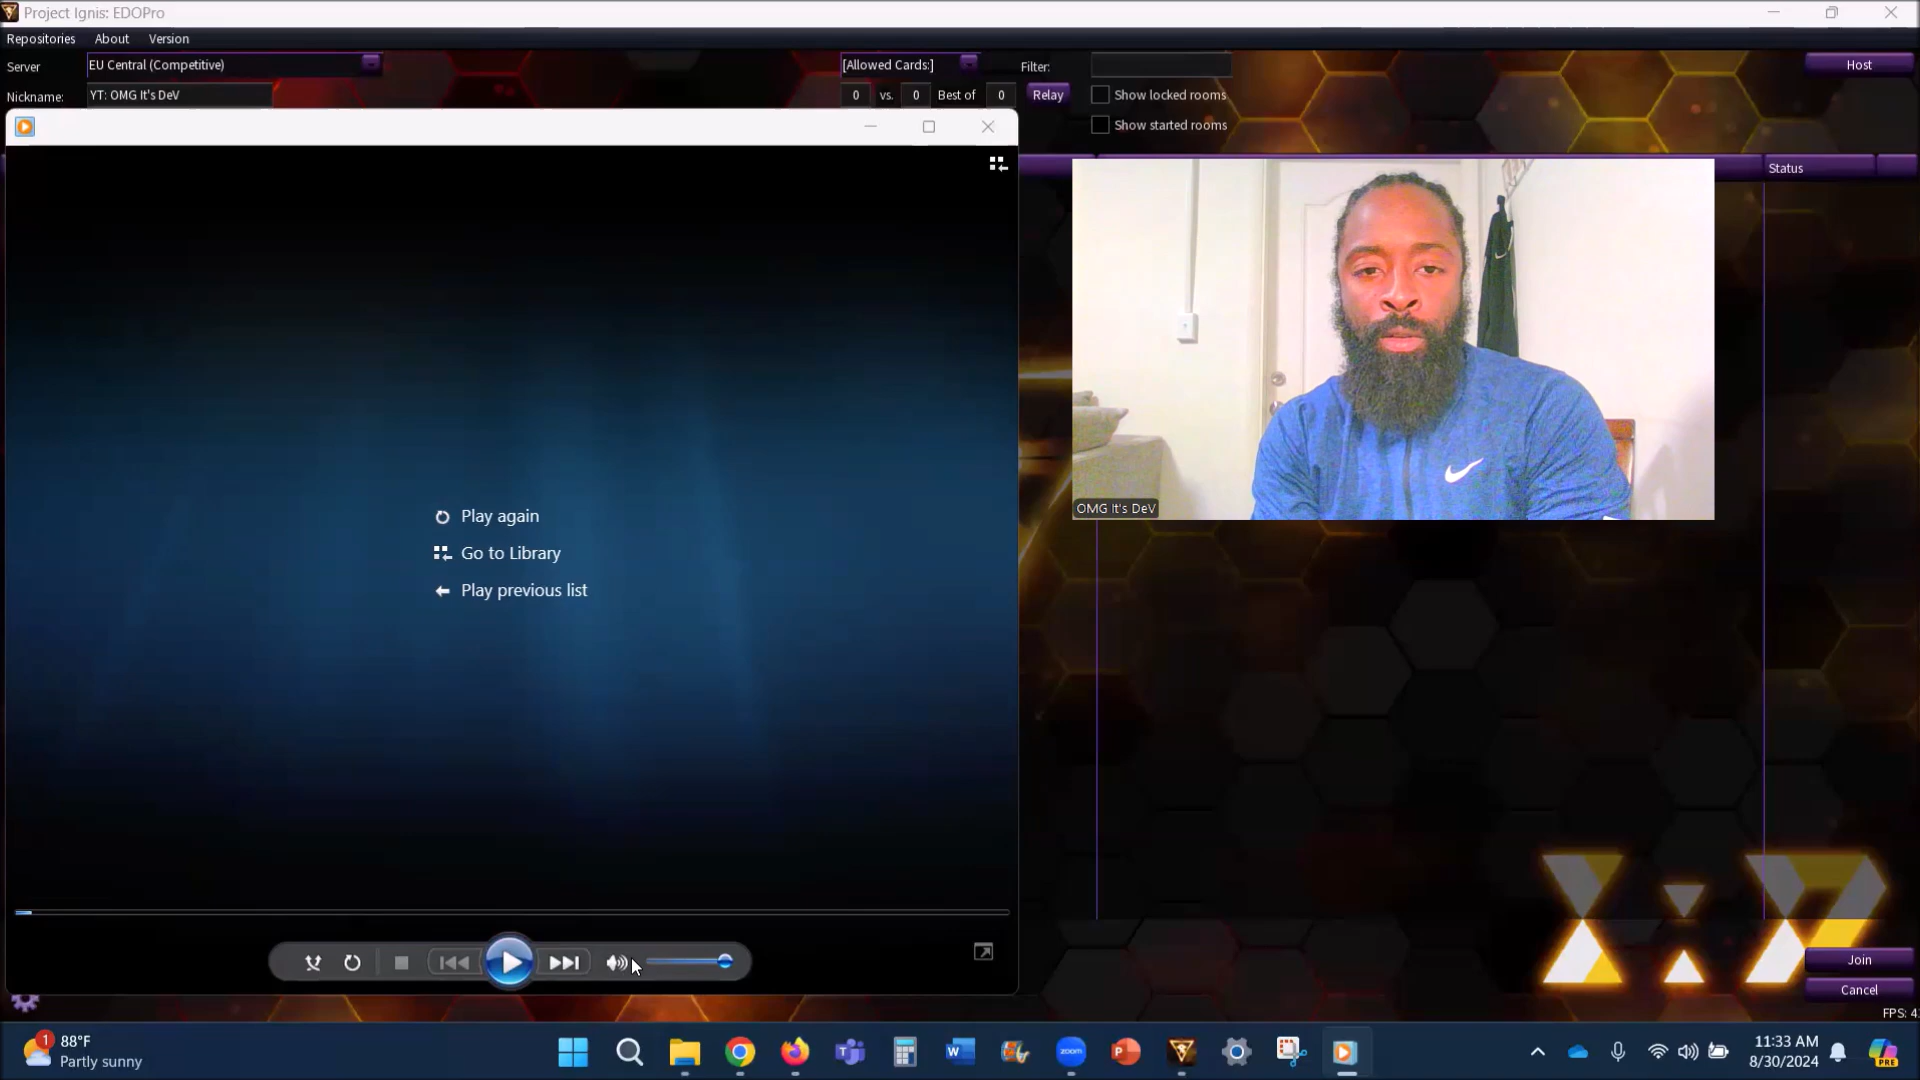 Project Ignis: EDOPro
Repositories About Version
Server EU Central (Competitive) [Allowed Cards:] Filter: Host
Nickname: YT: OMG It's DeV 0 vs. 0 Best of 0 Relay Show locked rooms
Show started rooms
Status
OMG It's DeV
Play again
Go to Library
Play previous list
Join
Cancel
FPS: 4
1 88°F
Partly sunny
zoom
PRE
11:33 AM
8/30/2024